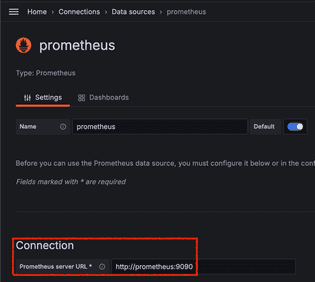 Home › Connections › Data sources › prometheus
prometheus
Type: Prometheus
Settings
Dashboards
Name
prometheus
Default
Before you can use the Prometheus data source, you must configure it below or in the conf
Fields marked with * are required
Connection
Prometheus server URL *
http://prometheus:9090